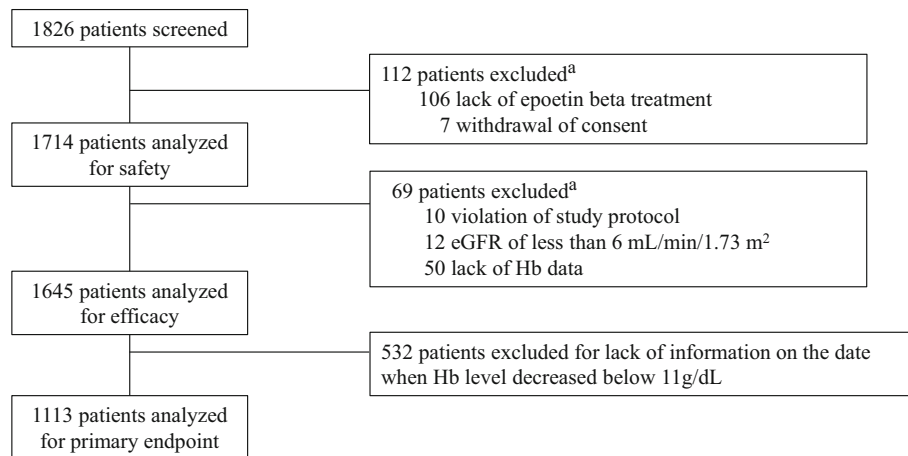 1826 patients screened
112 patients excludedᵃ
106 lack of epoetin beta treatment
7 withdrawal of consent
1714 patients analyzed
for safety
69 patients excludedᵃ
10 violation of study protocol
12 eGFR of less than 6 mL/min/1.73 m²
50 lack of Hb data
1645 patients analyzed
for efficacy
532 patients excluded for lack of information on the date
when Hb level decreased below 11g/dL
1113 patients analyzed
for primary endpoint